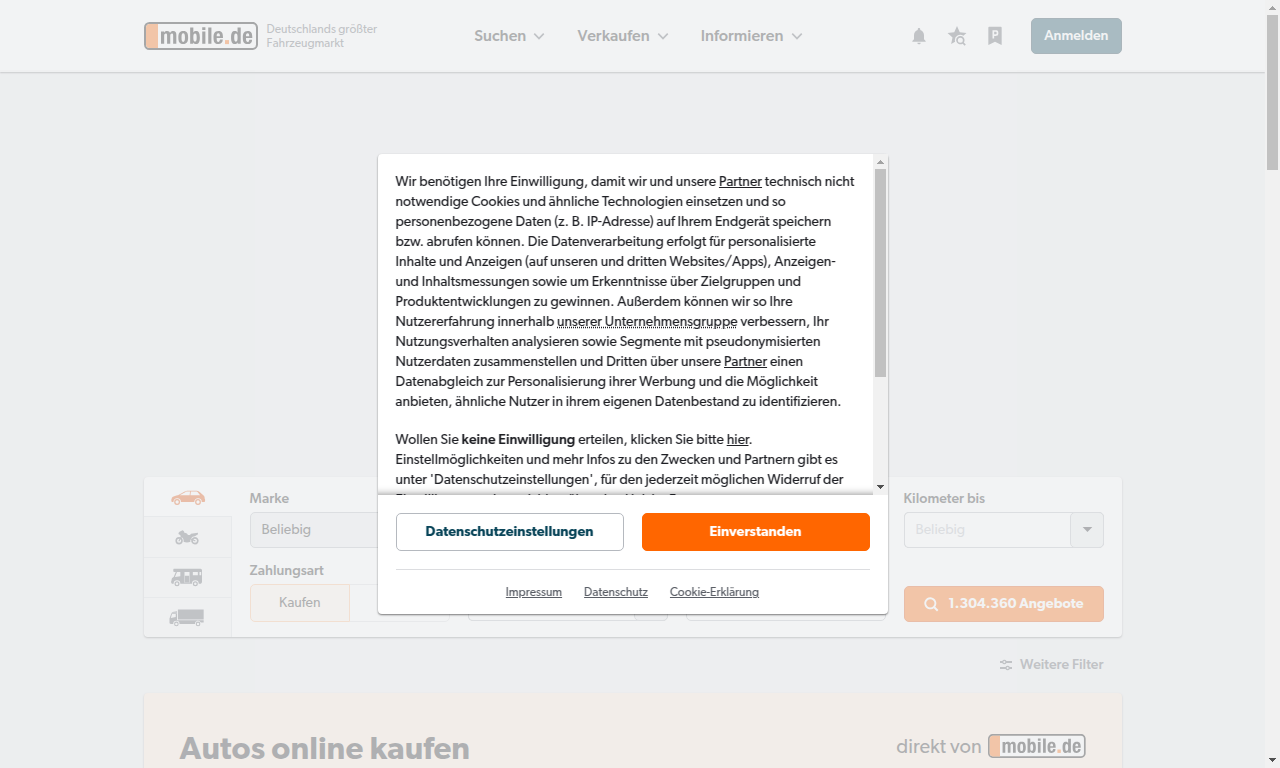 mobile.de
Deutschlands größter
Fahrzeugmarkt
Suchen
Verkaufen
Informieren
P
Anmelden
Wir benötigen Ihre Einwilligung, damit wir und unsere Partner technisch nicht
notwendige Cookies und ähnliche Technologien einsetzen und so
personenbezogene Daten (z. B. IP-Adresse) auf Ihrem Endgerät speichern
bzw. abrufen können. Die Datenverarbeitung erfolgt für personalisierte
Inhalte und Anzeigen (auf unseren und dritten Websites/Apps), Anzeigen-
und Inhaltsmessungen sowie um Erkenntnisse über Zielgruppen und
Produktentwicklungen zu gewinnen. Außerdem können wir so Ihre
Nutzererfahrung innerhalb unserer Unternehmensgruppe verbessern, Ihr
Nutzungsverhalten analysieren sowie Segmente mit pseudonymisierten
Nutzerdaten zusammenstellen und Dritten über unsere Partner einen
Datenabgleich zur Personalisierung ihrer Werbung und die Möglichkeit
anbieten, ähnliche Nutzer in ihrem eigenen Datenbestand zu identifizieren.
Wollen Sie keine Einwilligung erteilen, klicken Sie bitte hier.
Einstellmöglichkeiten und mehr Infos zu den Zwecken und Partnern gibt es
unter 'Datenschutzeinstellungen', für den jederzeit möglichen Widerruf der
Datenschutzeinstellungen
Einverstanden
Impressum
Datenschutz
Cookie-Erklärung
Marke
Beliebig
Kilometer bis
Beliebig
Zahlungsart
Kaufen
1.304.360 Angebote
Weitere Filter
Autos online kaufen
direkt von mobile.de